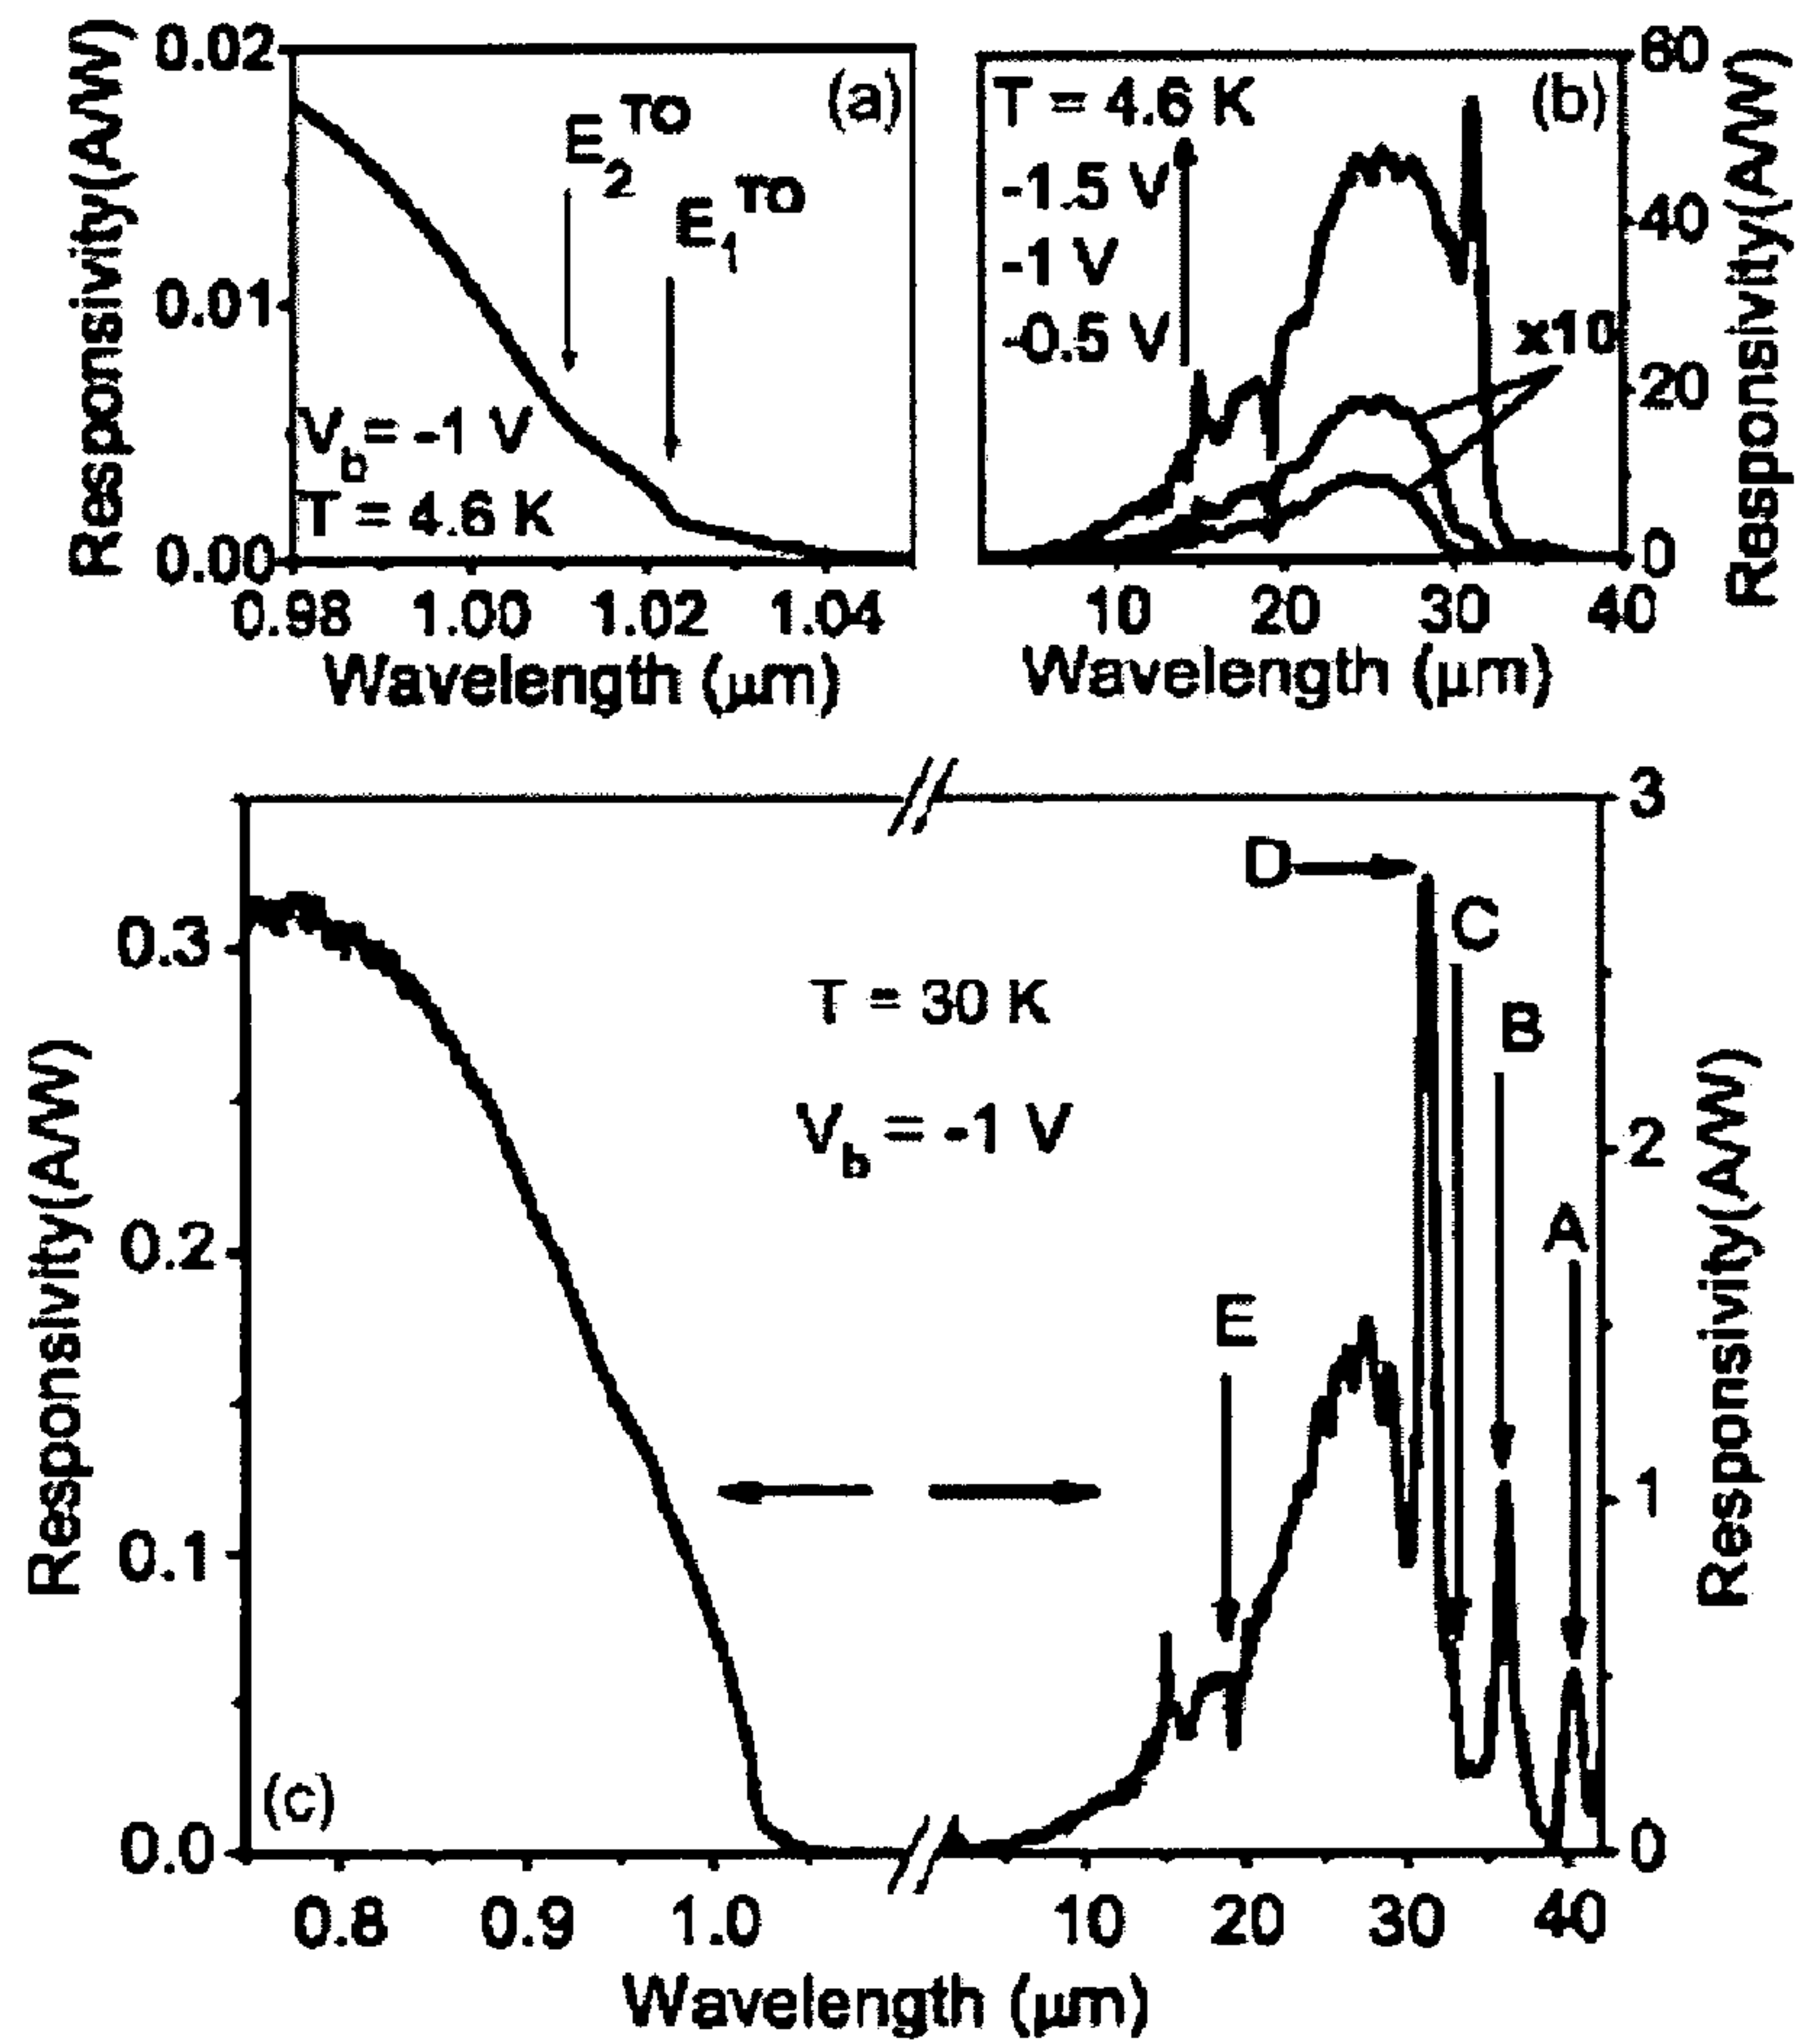 Responsivity(A/W)
0.02
0.01
0.00
(a)
E₂ᵀᴼ
E₁ᵀᴼ
V_b = -1 V
T = 4.6 K
0.98 1.00 1.02 1.04
Wavelength (μm)
T = 4.6 K
(b)
-1.5 V
-1 V
-0.5 V
x10
60
40
20
0
Responsivity(A/W)
10 20 30 40
Wavelength (μm)
Responsivity(A/W)
0.3
0.2
0.1
0.0
(c)
T = 30 K
V_b = -1 V
D
C
B
A
E
3
2
1
0
Responsivity(A/W)
0.8 0.9 1.0 10 20 30 40
Wavelength (μm)